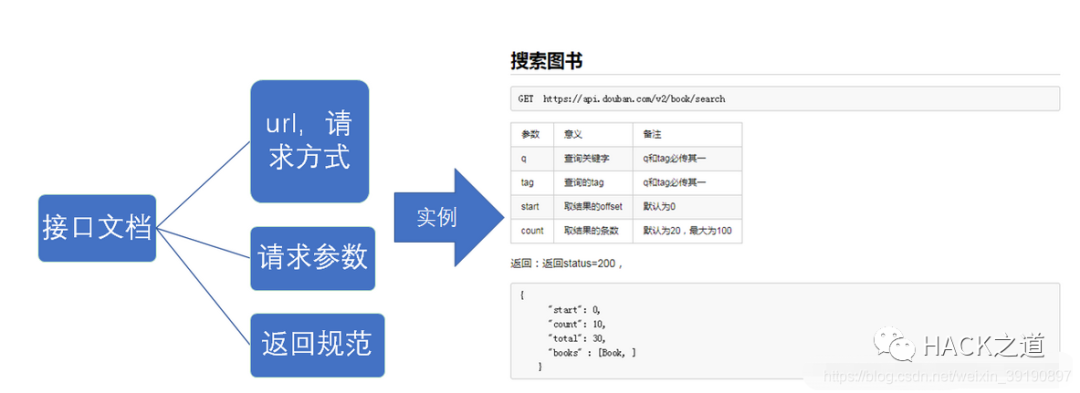 接口文档
url，请
求方式
请求参数
返回规范
实例
搜索图书
GET https://api.douban.com/v2/book/search
参数 意义 备注
q 查询关键字 q和tag必传其一
tag 查询的tag q和tag必传其一
start 取结果的offset 默认为0
count 取结果的条数 默认为20，最大为100
返回：返回status=200，
{
"start": 0,
"count": 10,
"total": 30,
"books" : [Book, ]
}
HACK之道
https://blog.csdn.net/weixin_39190897